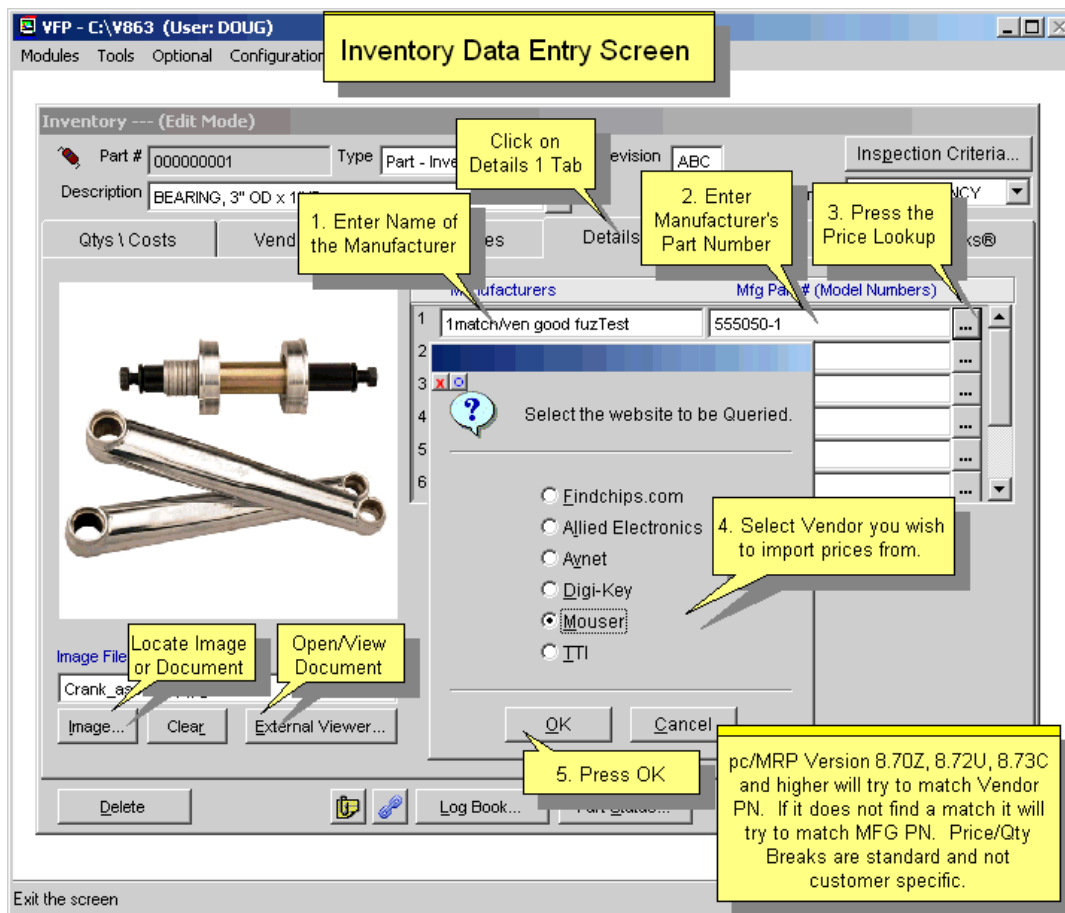 VFP - C:\V863 (User: DOUG)
Modules Tools Optional Configuration
Inventory Data Entry Screen
Inventory --- (Edit Mode)
Part # 000000001 Type Part - Inve evision ABC Inspection Criteria...
Click on
Details 1 Tab
Description BEARING, 3" OD x 1 NCY
1. Enter Name of
the Manufacturer
2. Enter
Manufacturer's
Part Number
3. Press the
Price Lookup
Qtys \ Costs Vend es Details ks®
Manufacturers Mfg Part # (Model Numbers)
1 1match/ven good fuzTest 555050-1 ...
2 ...
3 ...
4 ...
5 ...
6 ...
x o
?
Select the website to be Queried.
Findchips.com
Allied Electronics
Avnet
Digi-Key
Mouser
TTI
4. Select Vendor you wish
to import prices from.
Locate Image
or Document
Open/View
Document
Image File
Crank_as
Image... Clear External Viewer...
OK Cancel
5. Press OK
pc/MRP Version 8.70Z, 8.72U, 8.73C
and higher will try to match Vendor
PN. If it does not find a match it will
try to match MFG PN. Price/Qty
Breaks are standard and not
customer specific.
Delete Log Book... Part Status...
Exit the screen